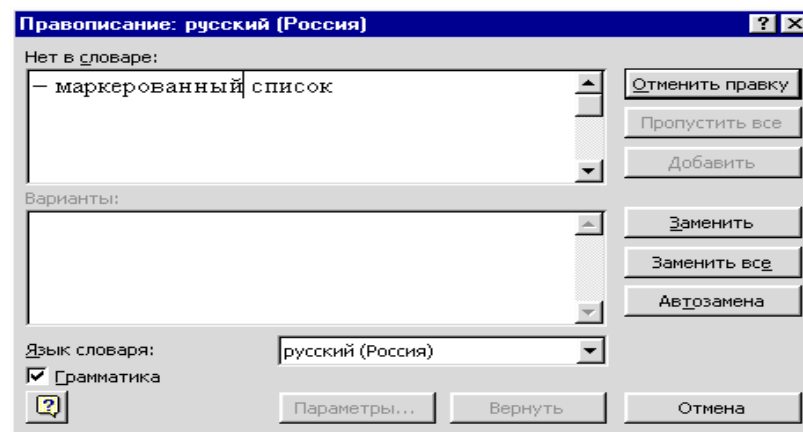 Правописание: русский (Россия)
Нет в словаре:
– маркерованный список
Отменить правку
Пропустить все
Добавить
Варианты:
Заменить
Заменить все
Автозамена
Язык словаря:
русский (Россия)
Грамматика
Параметры...
Вернуть
Отмена